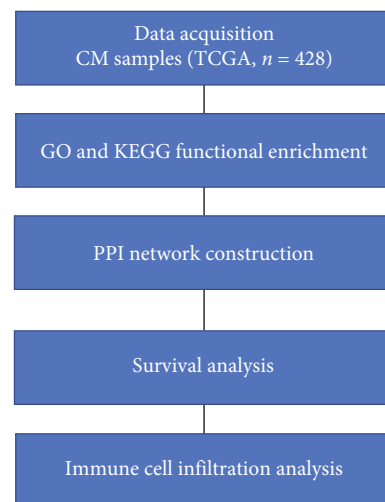 Data acquisition
CM samples (TCGA, n = 428)
GO and KEGG functional enrichment
PPI network construction
Survival analysis
Immune cell infiltration analysis